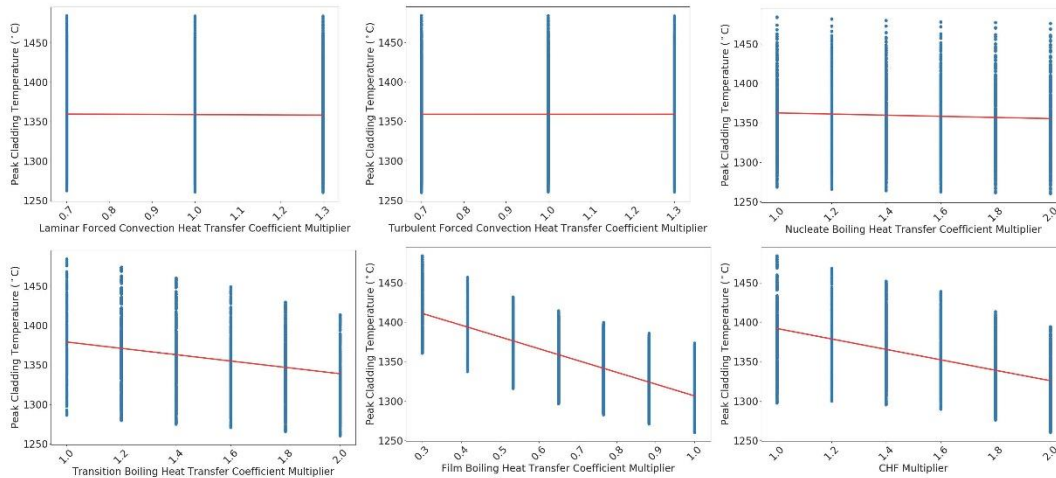 Peak Cladding Temperature (°C)
1450
1400
1350
1300
1250
0.7 0.8 0.9 1.0 1.1 1.2 1.3
Laminar Forced Convection Heat Transfer Coefficient Multiplier
Peak Cladding Temperature (°C)
1450
1400
1350
1300
1250
0.7 0.8 0.9 1.0 1.1 1.2 1.3
Turbulent Forced Convection Heat Transfer Coefficient Multiplier
Peak Cladding Temperature (°C)
1450
1400
1350
1300
1250
1.0 1.2 1.4 1.6 1.8 2.0
Nucleate Boiling Heat Transfer Coefficient Multiplier
Peak Cladding Temperature (°C)
1450
1400
1350
1300
1250
1.0 1.2 1.4 1.6 1.8 2.0
Transition Boiling Heat Transfer Coefficient Multiplier
Peak Cladding Temperature (°C)
1450
1400
1350
1300
1250
0.3 0.4 0.5 0.6 0.7 0.8 0.9 1.0
Film Boiling Heat Transfer Coefficient Multiplier
Peak Cladding Temperature (°C)
1450
1400
1350
1300
1250
1.0 1.2 1.4 1.6 1.8 2.0
CHF Multiplier